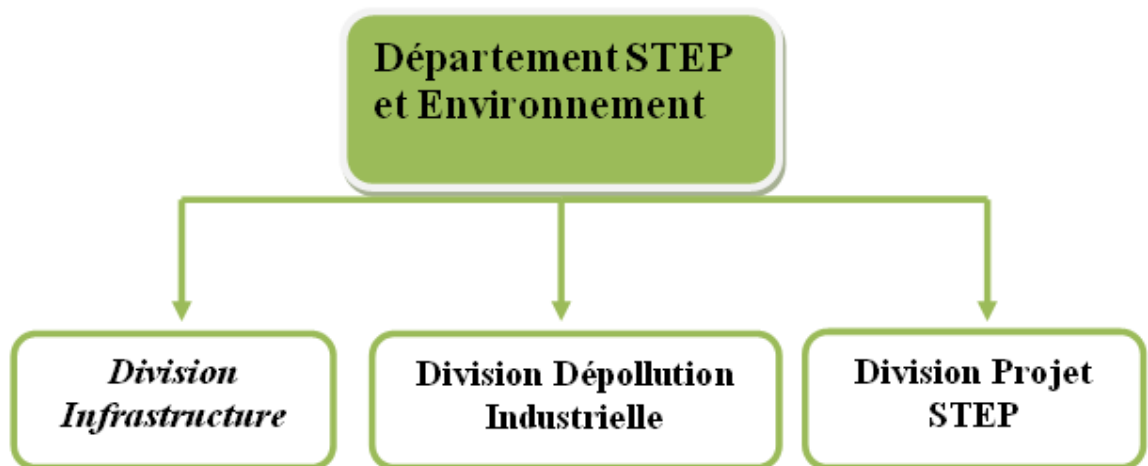 Département STEP
et Environnement
Division
Infrastructure
Division Dépollution
Industrielle
Division Projet
STEP